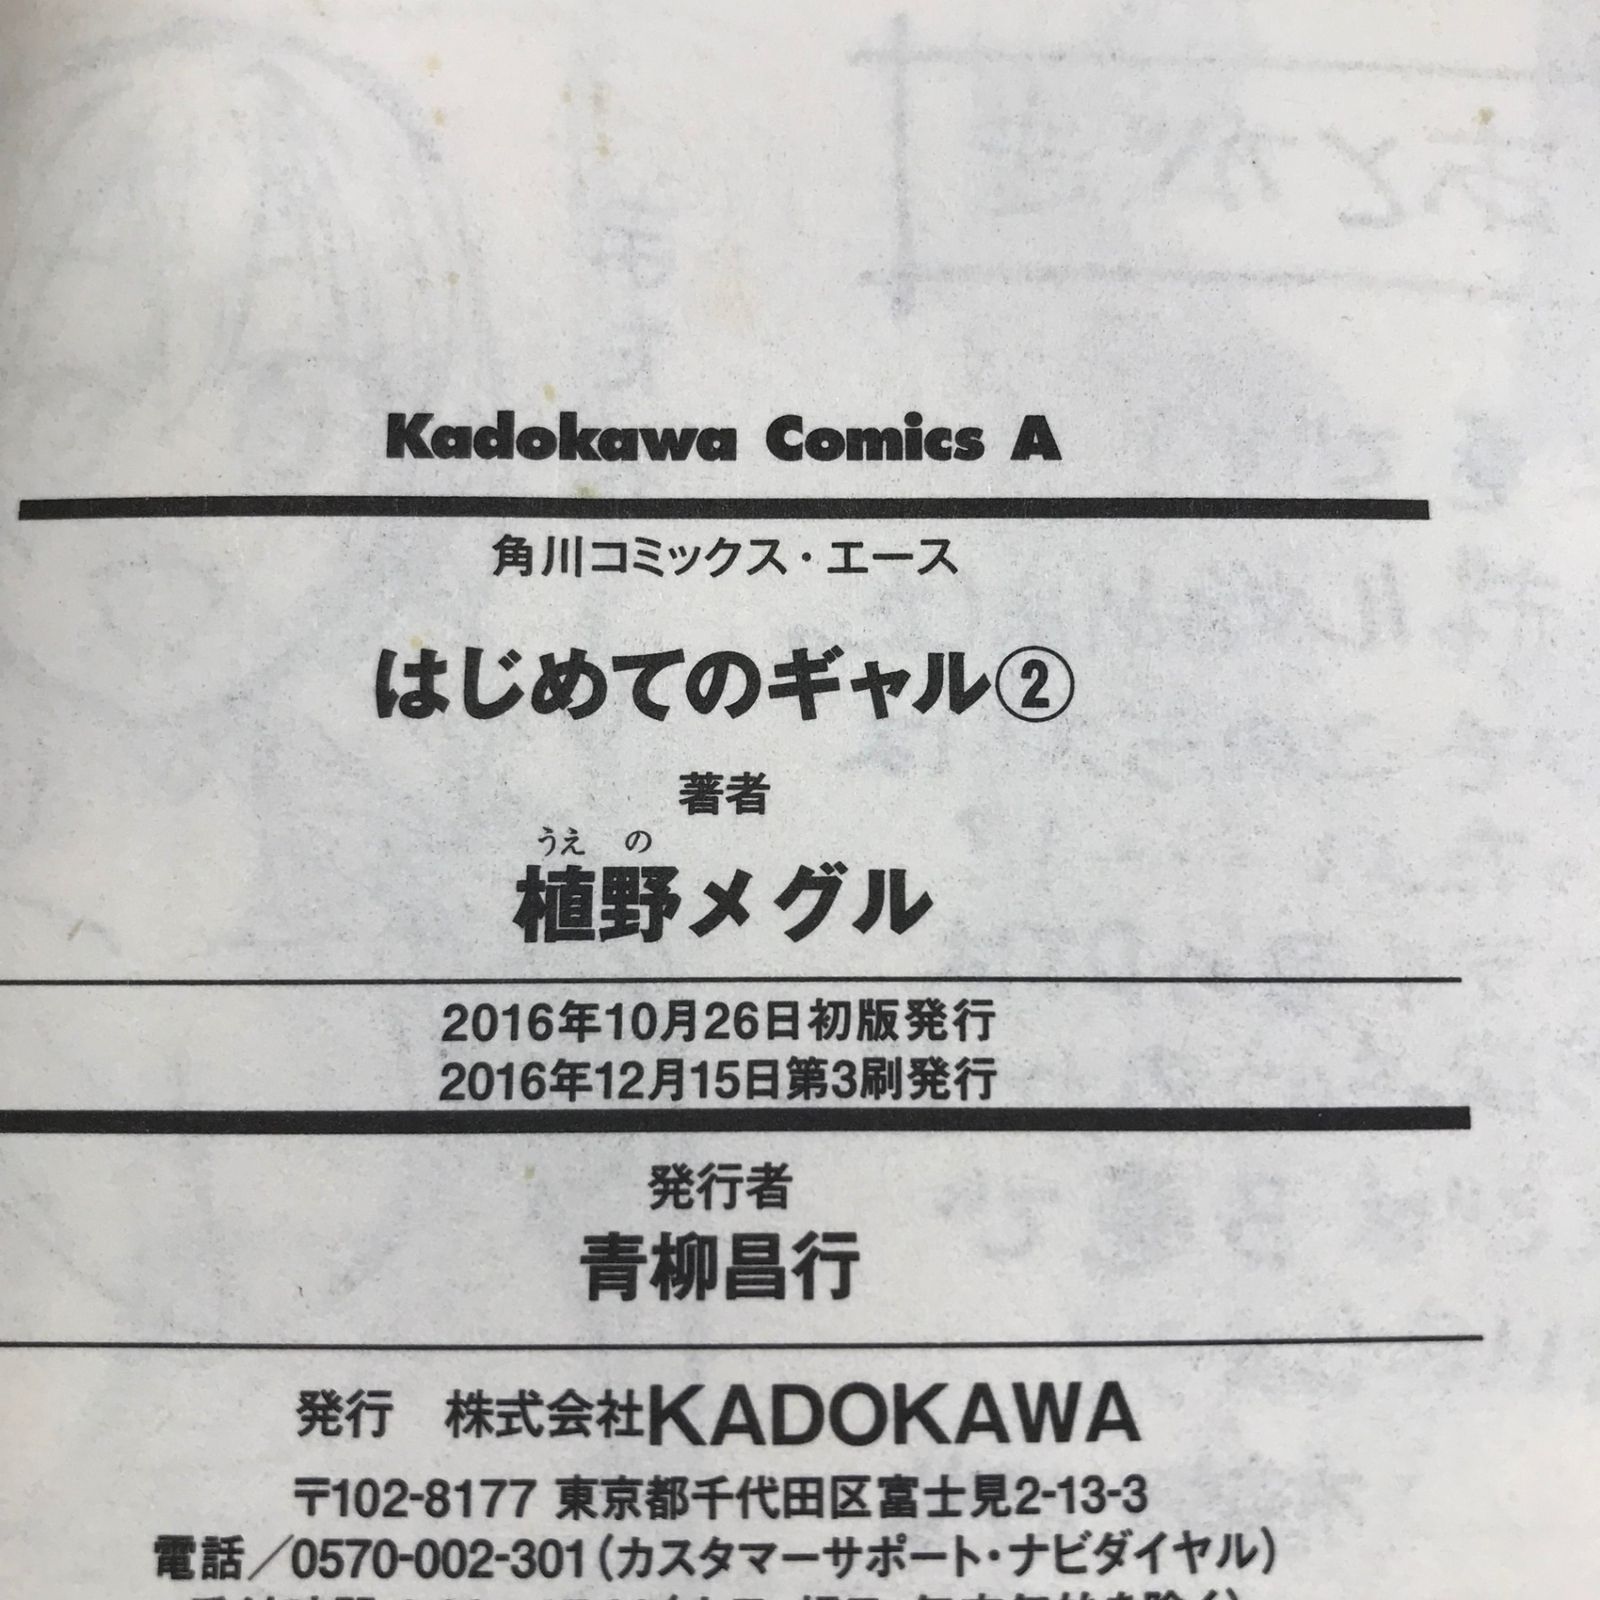 Kadokawa Comics A
角川コミックス・エース
はじめてのギャル②
著者
うえ の
植野メグル
2016年10月26日初版発行
2016年12月15日第3刷発行
発行者
青柳昌行
発行 株式会社KADOKAWA
〒102-8177 東京都千代田区富士見2-13-3
電話／0570-002-301（カスタマーサポート・ナビダイヤル）